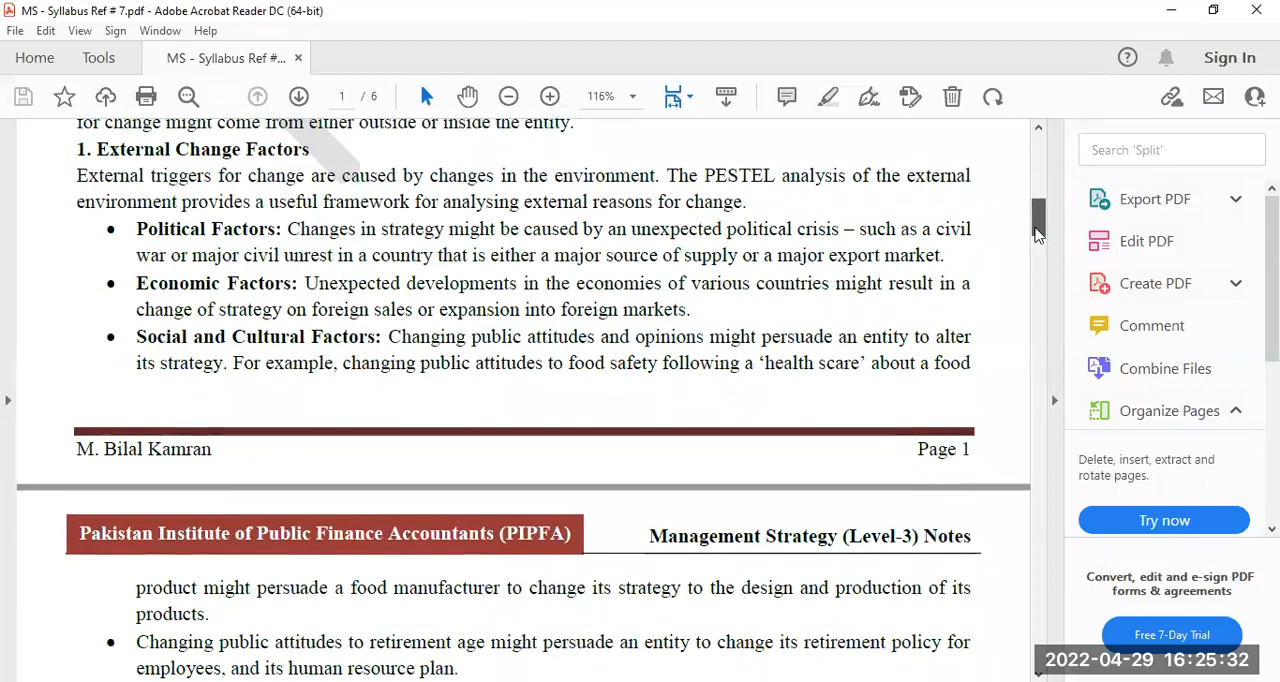 MS - Syllabus Ref # 7.pdf - Adobe Acrobat Reader DC (64-bit)
File Edit View Sign Window Help
Home Tools MS - Syllabus Ref #... × Sign In
1 / 6 116%
for change might come from either outside or inside the entity.
1. External Change Factors
External triggers for change are caused by changes in the environment. The PESTEL analysis of the external
environment provides a useful framework for analysing external reasons for change.
• Political Factors: Changes in strategy might be caused by an unexpected political crisis – such as a civil
war or major civil unrest in a country that is either a major source of supply or a major export market.
• Economic Factors: Unexpected developments in the economies of various countries might result in a
change of strategy on foreign sales or expansion into foreign markets.
• Social and Cultural Factors: Changing public attitudes and opinions might persuade an entity to alter
its strategy. For example, changing public attitudes to food safety following a ‘health scare’ about a food
M. Bilal Kamran Page 1
Pakistan Institute of Public Finance Accountants (PIPFA) Management Strategy (Level-3) Notes
product might persuade a food manufacturer to change its strategy to the design and production of its
products.
• Changing public attitudes to retirement age might persuade an entity to change its retirement policy for
employees, and its human resource plan.
Search 'Split'
Export PDF
Edit PDF
Create PDF
Comment
Combine Files
Organize Pages
Delete, insert, extract and
rotate pages.
Try now
Convert, edit and e-sign PDF
forms & agreements
Free 7-Day Trial
2022-04-29 16:25:32